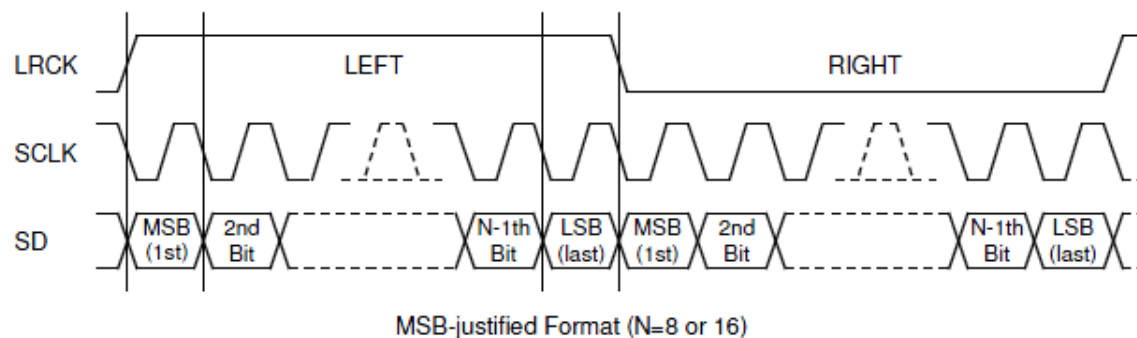 LRCK LEFT RIGHT
SCLK
SD MSB (1st) 2nd Bit N-1th Bit LSB (last) MSB (1st) 2nd Bit N-1th Bit LSB (last)
MSB-justified Format (N=8 or 16)